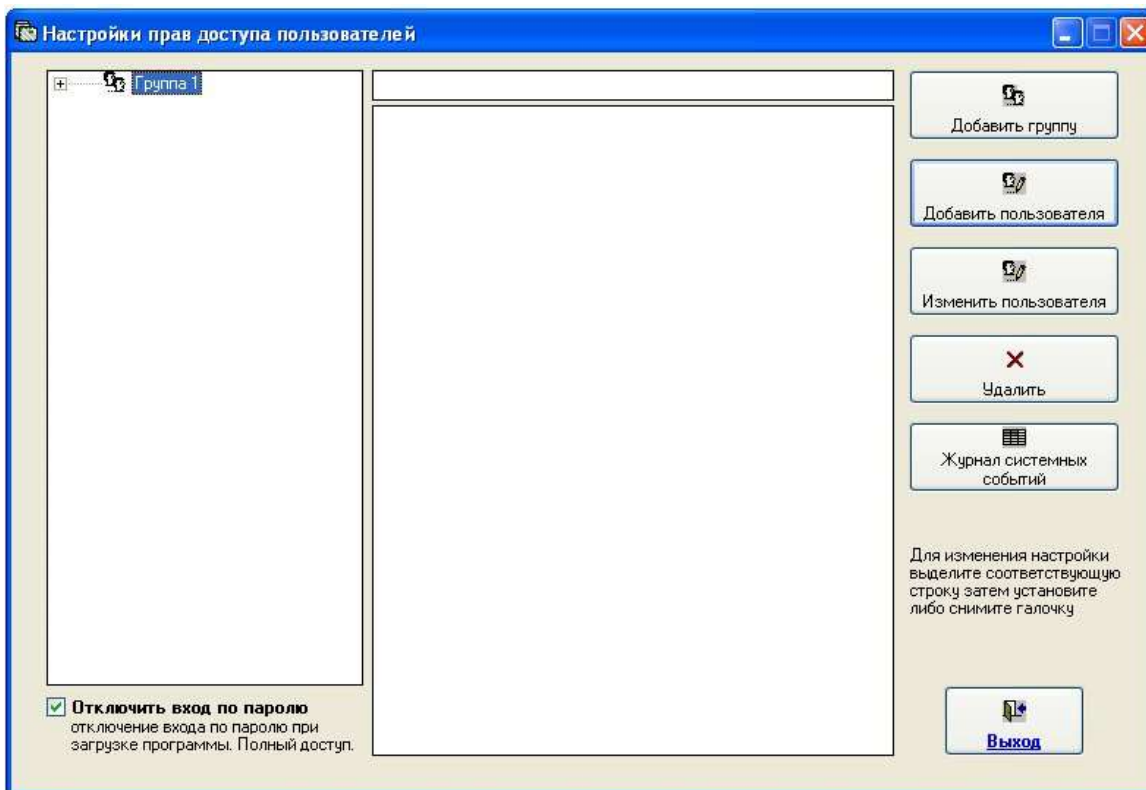 Настройки прав доступа пользователей
Группа 1
Добавить группу
Добавить пользователя
Изменить пользователя
Удалить
Журнал системных
событий
Для изменения настройки
выделите соответствующую
строку затем установите
либо снимите галочку
Отключить вход по паролю
отключение входа по паролю при
загрузке программы. Полный доступ.
Выход